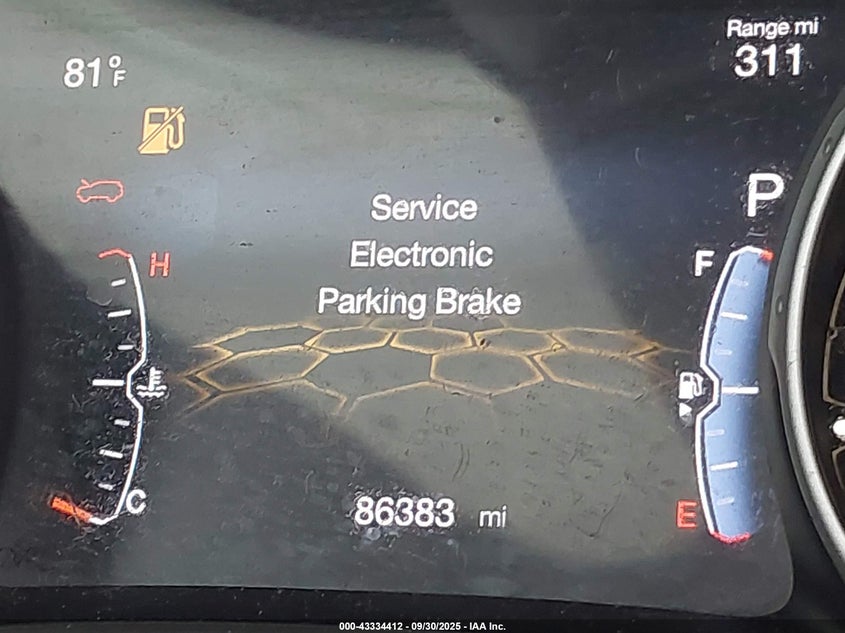 Range mi
311
81°F
P
Service
Electronic
Parking Brake
H
F
C
E
86383 mi
000-43334412 - 09/30/2025 - IAA Inc.